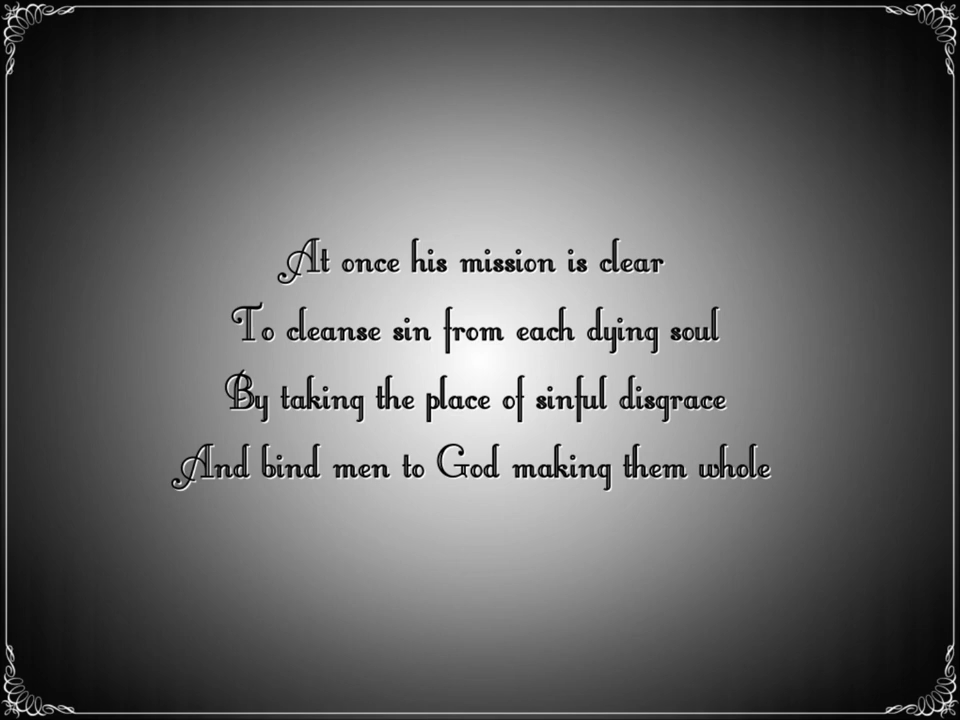 At once his mission is clear
To cleanse sin from each dying soul
By taking the place of sinful disgrace
And bind men to God making them whole